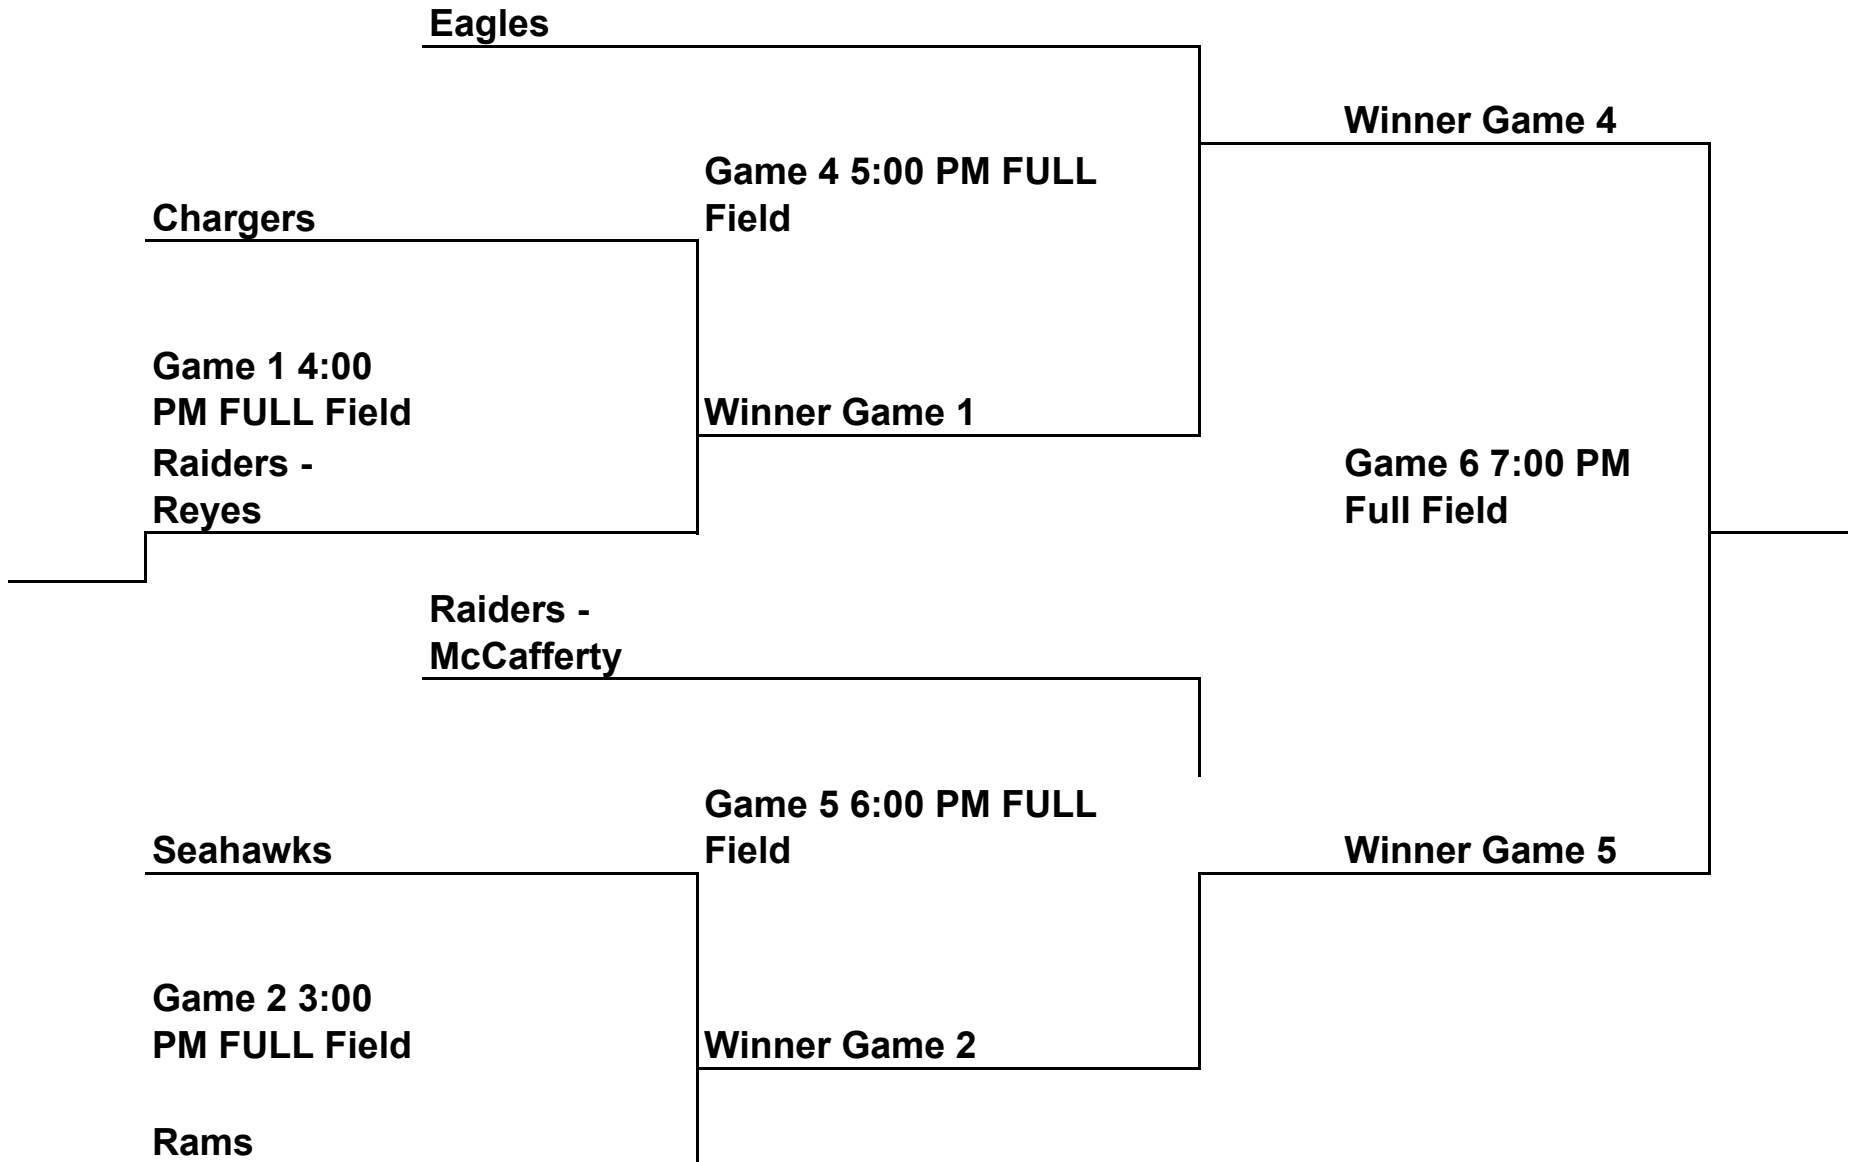 Eagles
Winner Game 4
Game 4 5:00 PM FULL
Field
Chargers
Game 1 4:00
PM FULL Field
Winner Game 1
Raiders -
Reyes
Game 6 7:00 PM
Full Field
Raiders -
McCafferty
Game 5 6:00 PM FULL
Field
Seahawks
Winner Game 5
Game 2 3:00
PM FULL Field
Winner Game 2
Rams